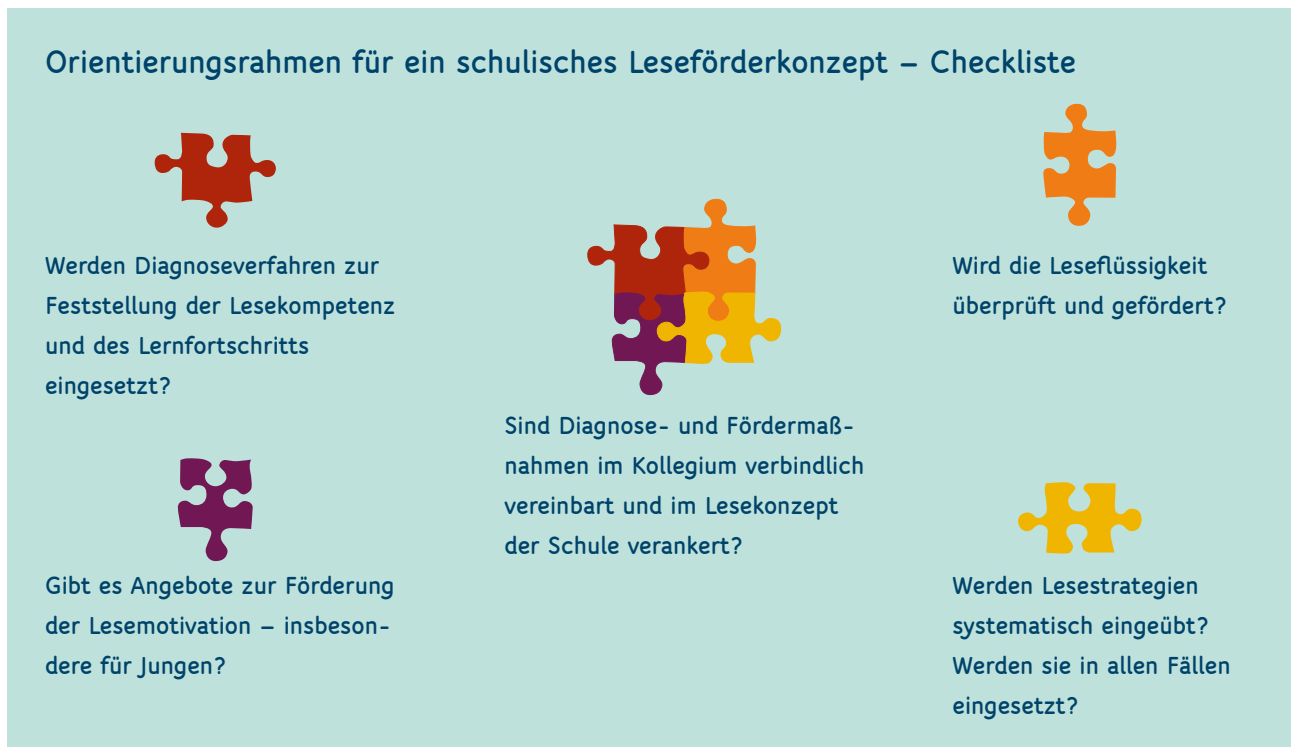 Orientierungsrahmen für ein schulisches Leseförderkonzept – Checkliste
Werden Diagnoseverfahren zur
Feststellung der Lesekompetenz
und des Lernfortschritts
eingesetzt?
Gibt es Angebote zur Förderung
der Lesemotivation – insbeson-
dere für Jungen?
Sind Diagnose- und Fördermaß-
nahmen im Kollegium verbindlich
vereinbart und im Lesekonzept
der Schule verankert?
Wird die Leseflüssigkeit
überprüft und gefördert?
Werden Lesestrategien
systematisch eingeübt?
Werden sie in allen Fällen
eingesetzt?